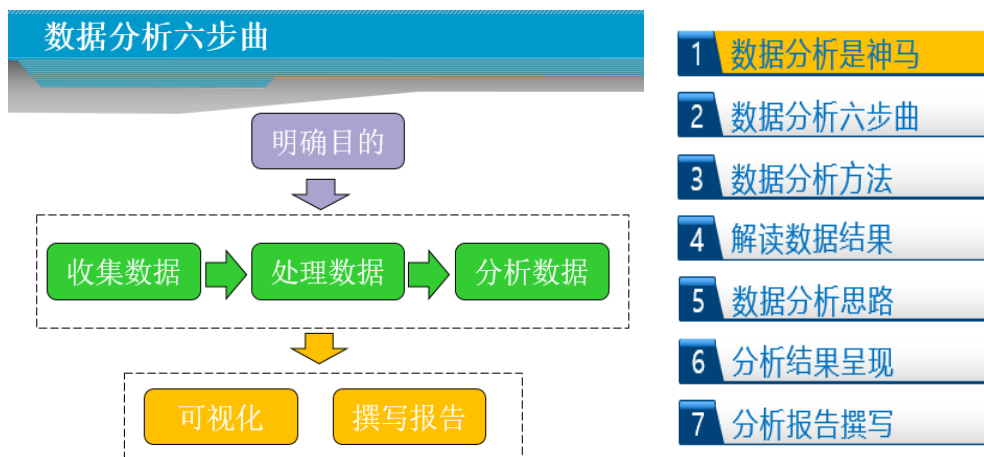 数据分析六步曲
明确目的
收集数据
处理数据
分析数据
可视化
撰写报告
1 数据分析是神马
2 数据分析六步曲
3 数据分析方法
4 解读数据结果
5 数据分析思路
6 分析结果呈现
7 分析报告撰写